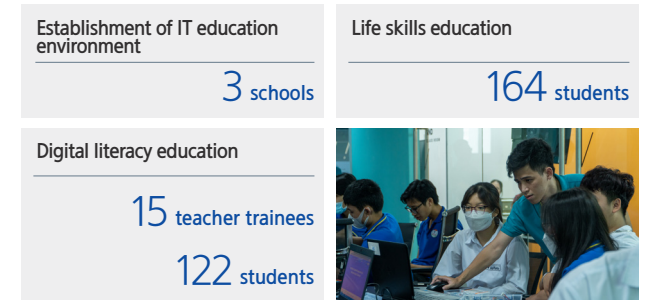 Establishment of IT education
environment
3 schools
Life skills education
164 students
Digital literacy education
15 teacher trainees
122 students